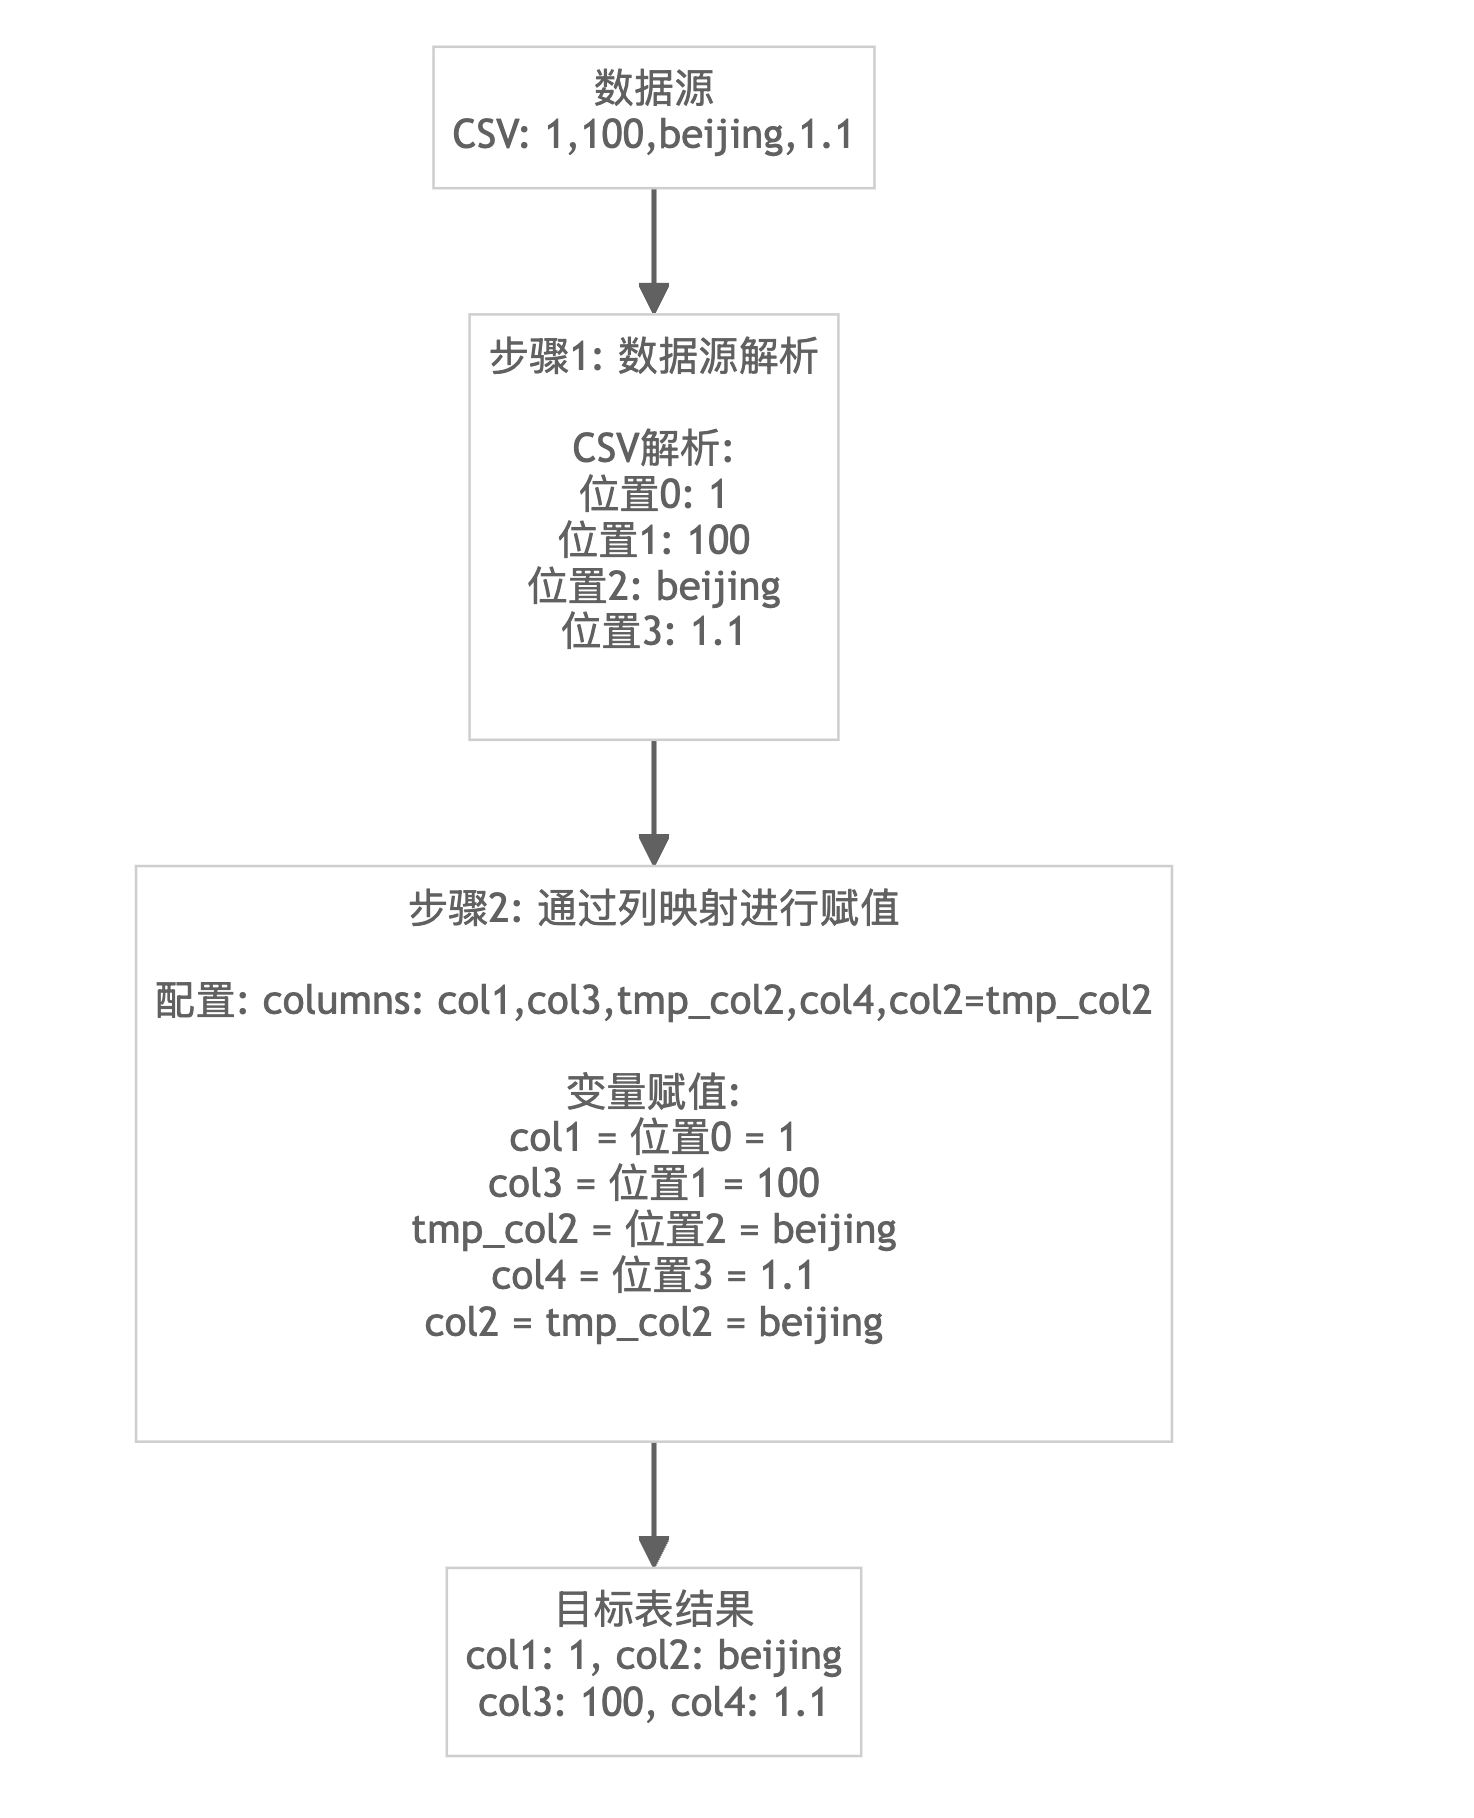 数据源
CSV: 1,100,beijing,1.1
步骤1: 数据源解析
CSV解析:
位置0: 1
位置1: 100
位置2: beijing
位置3: 1.1
步骤2: 通过列映射进行赋值
配置: columns: col1,col3,tmp_col2,col4,col2=tmp_col2
变量赋值:
col1 = 位置0 = 1
col3 = 位置1 = 100
tmp_col2 = 位置2 = beijing
col4 = 位置3 = 1.1
col2 = tmp_col2 = beijing
目标表结果
col1: 1, col2: beijing
col3: 100, col4: 1.1